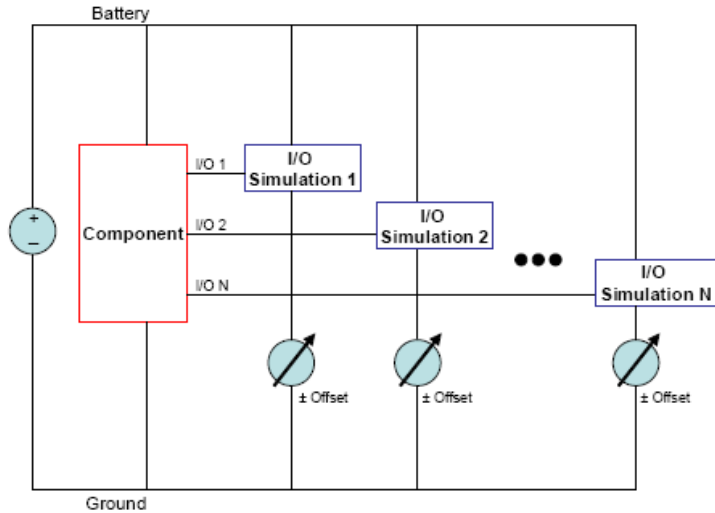 Battery
I/O 1
I/O
Simulation 1
+
−
Component
I/O 2
I/O
Simulation 2
I/O N
I/O
Simulation N
± Offset
± Offset
± Offset
Ground